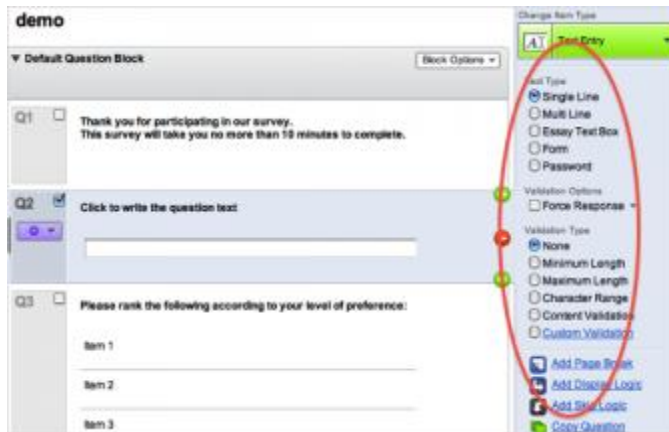 demo
Change Item Type
Text Entry
▼ Default Question Block
Block Options
Text Type
Single Line
Multi Line
Essay Text Box
Form
Password
Q1
Thank you for participating in our survey.
This survey will take you no more than 10 minutes to complete.
Q2
Click to write the question text
Validation Options
Force Response
Validation Type
None
Minimum Length
Maximum Length
Character Range
Content Validation
Custom Validation
Q3
Please rank the following according to your level of preference:
Item 1
Item 2
Item 3
Add Page Break
Add Display Logic
Add Skip Logic
Copy Question